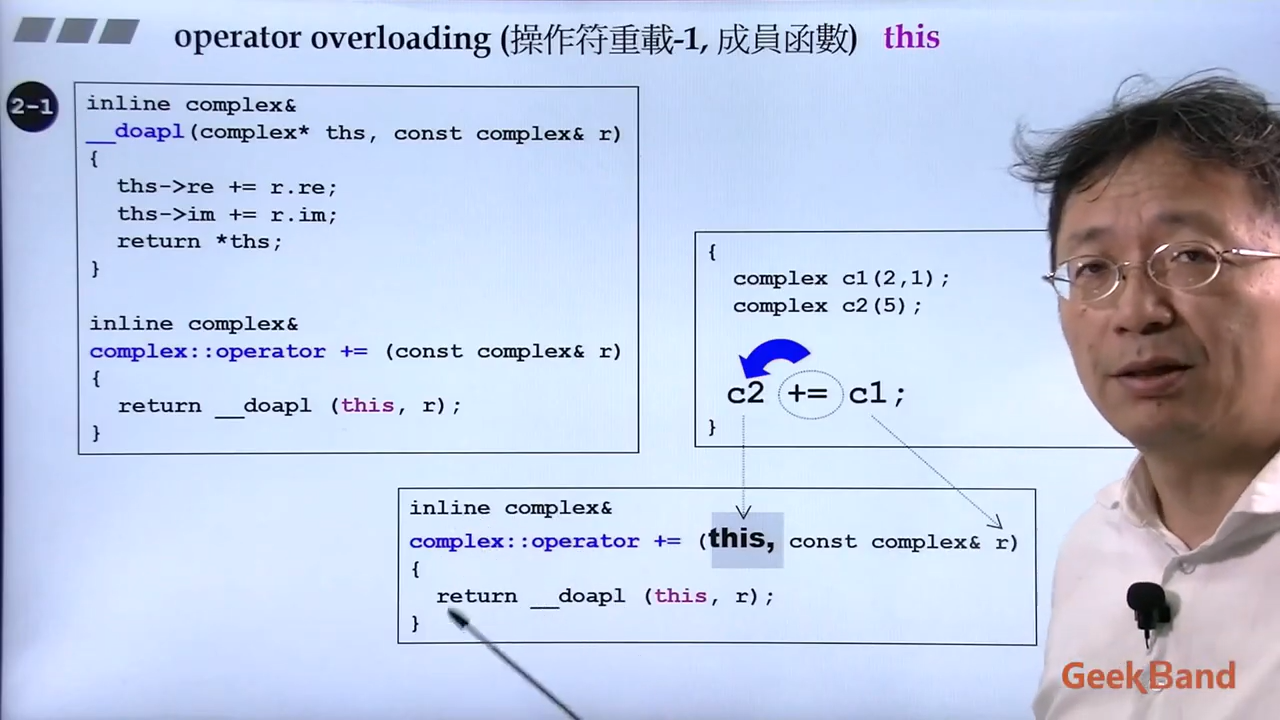 operator overloading (操作符重載-1, 成員函數) this
2-1
inline complex&
__doapl(complex* ths, const complex& r)
{
ths->re += r.re;
ths->im += r.im;
return *ths;
}
inline complex&
complex::operator += (const complex& r)
{
return __doapl (this, r);
}
{
complex c1(2,1);
complex c2(5);
c2 += c1;
}
inline complex&
complex::operator += (this, const complex& r)
{
return __doapl (this, r);
}
GeekBand